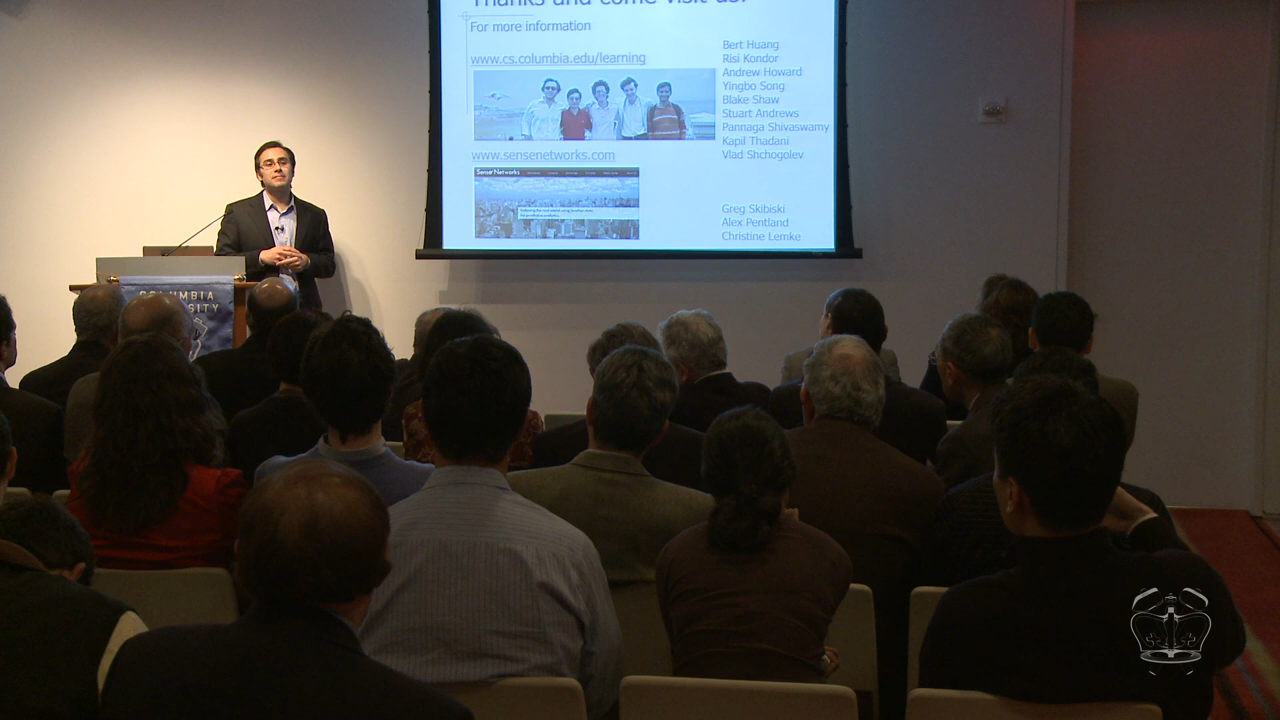 Thanks and come visit us!
For more information
www.cs.columbia.edu/learning
www.sensenetworks.com
Sense Networks
Bert Huang
Risi Kondor
Andrew Howard
Yingbo Song
Blake Shaw
Stuart Andrews
Pannaga Shivaswamy
Kapil Thadani
Vlad Shchogolev
Greg Skibiski
Alex Pentland
Christine Lemke
COLUMBIA